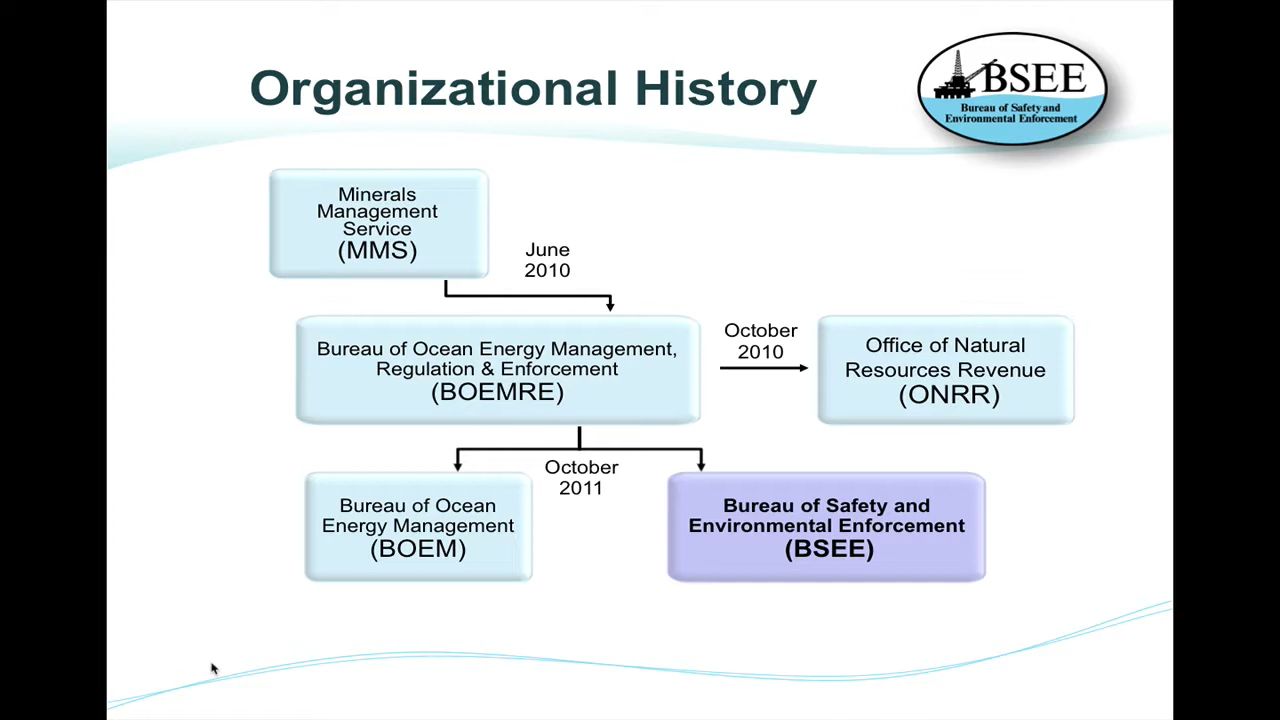 Organizational History
BSEE
Bureau of Safety and
Environmental Enforcement
Minerals
Management
Service
(MMS)
June
2010
Bureau of Ocean Energy Management,
Regulation & Enforcement
(BOEMRE)
October
2010
Office of Natural
Resources Revenue
(ONRR)
October
2011
Bureau of Ocean
Energy Management
(BOEM)
Bureau of Safety and
Environmental Enforcement
(BSEE)